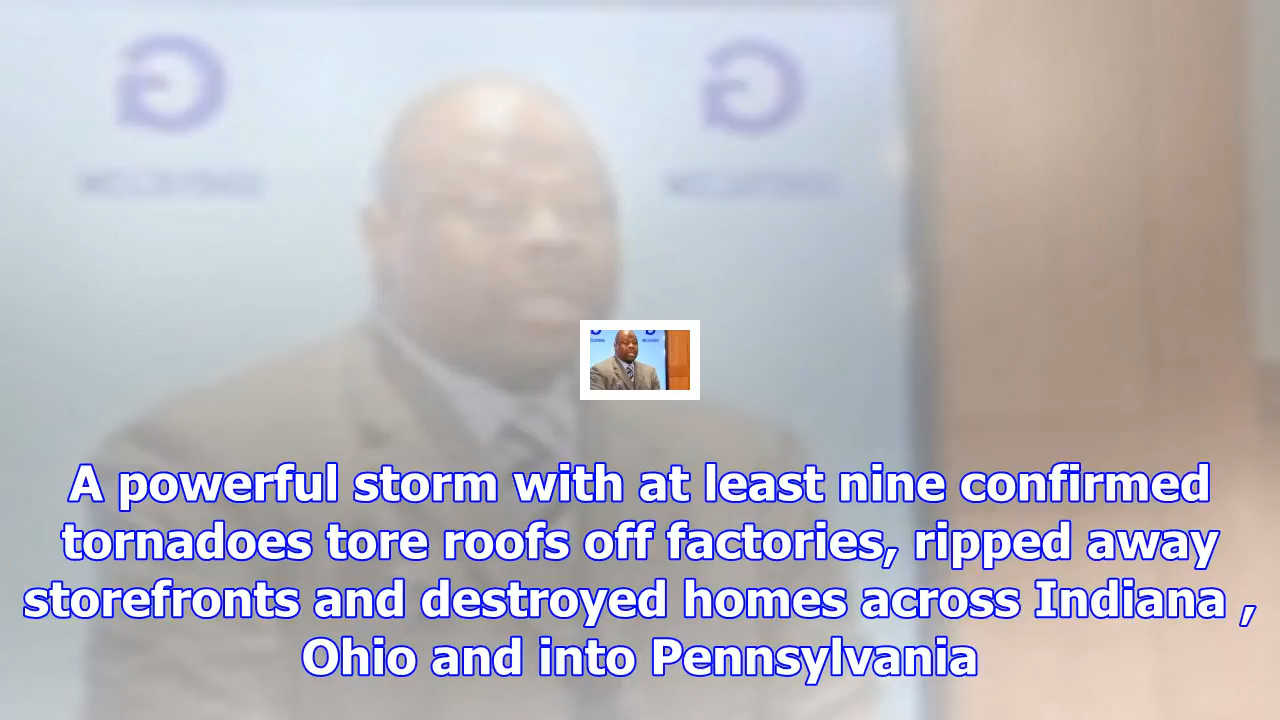 A powerful storm with at least nine confirmed
tornadoes tore roofs off factories, ripped away
storefronts and destroyed homes across Indiana ,
Ohio and into Pennsylvania